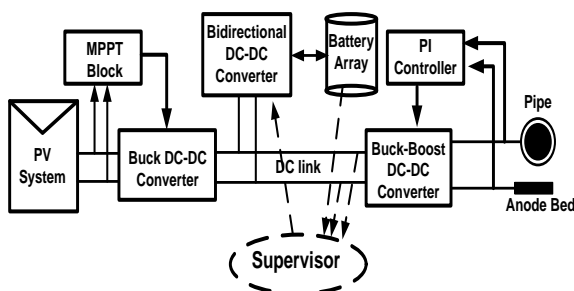 MPPT
Block
Bidirectional
DC-DC
Converter
Battery
Array
PI
Controller
Pipe
PV
System
Buck DC-DC
Converter
DC link
Buck-Boost
DC-DC
Converter
Anode Bed
Supervisor